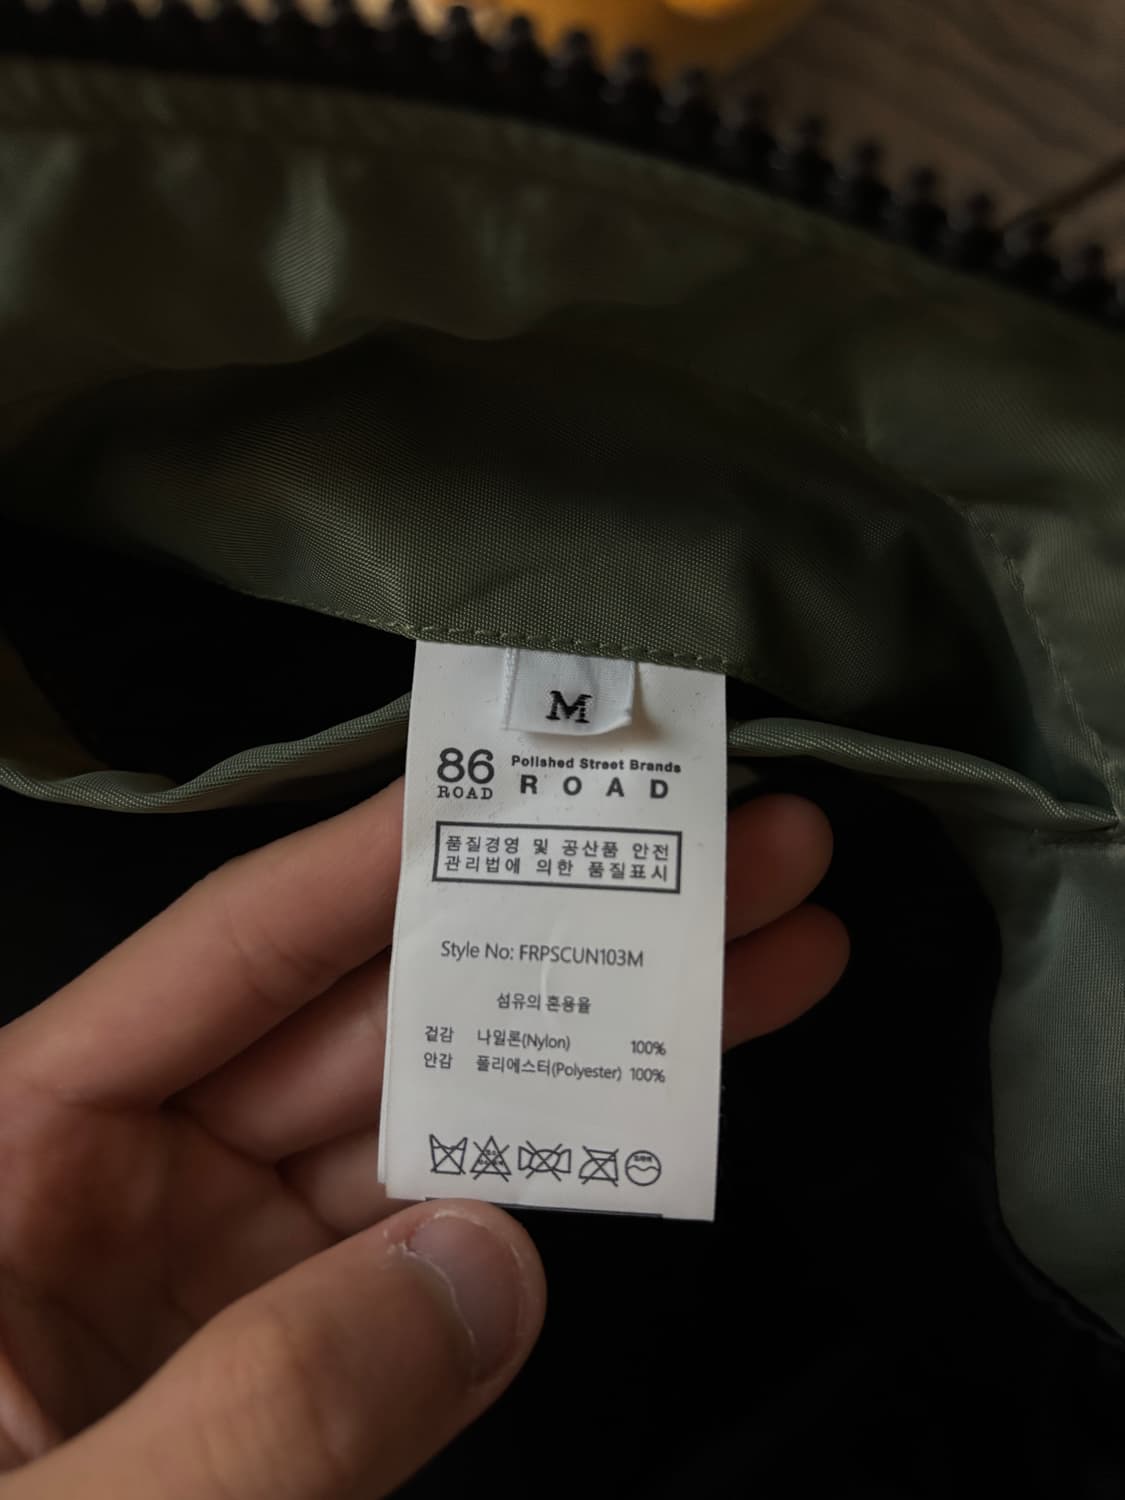 M
86 Polished Street Brands
ROAD ROAD
품질경영 및 공산품 안전
관리법에 의한 품질표시
Style No: FRPSCUN103M
섬유의 혼용율
겉감 나일론(Nylon) 100%
안감 폴리에스터(Polyester) 100%